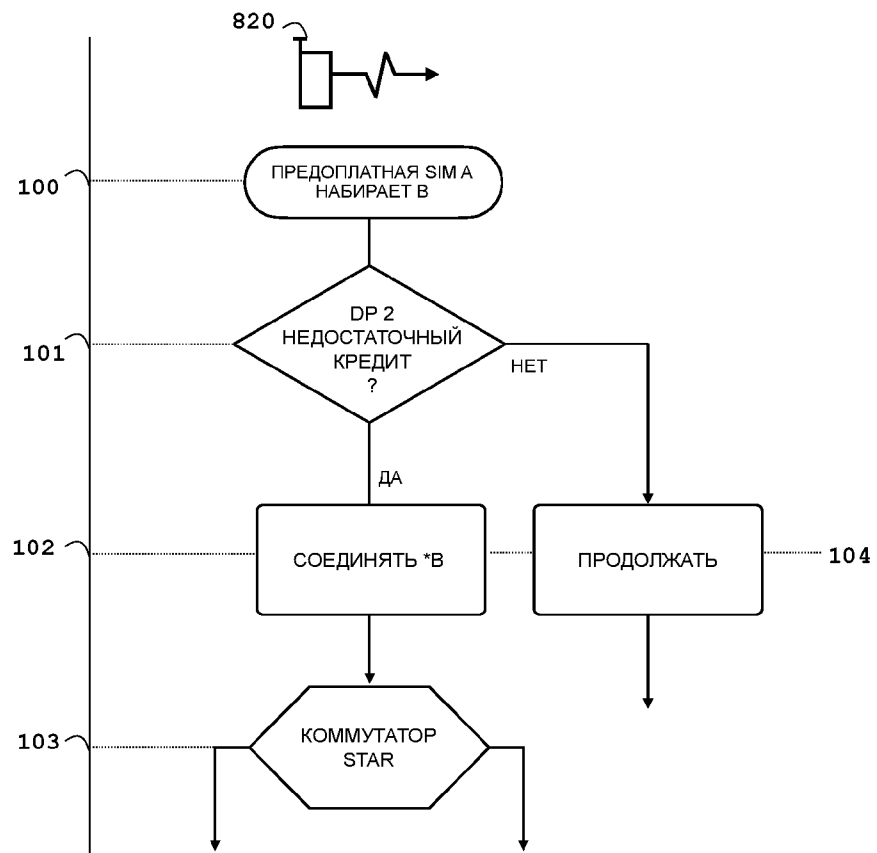 820
100
ПРЕДОПЛАТНАЯ SIM A
НАБИРАЕТ B
101
DP 2
НЕДОСТАТОЧНЫЙ
КРЕДИТ
?
НЕТ
ДА
102
СОЕДИНЯТЬ *B
ПРОДОЛЖАТЬ
104
103
КОММУТАТОР
STAR